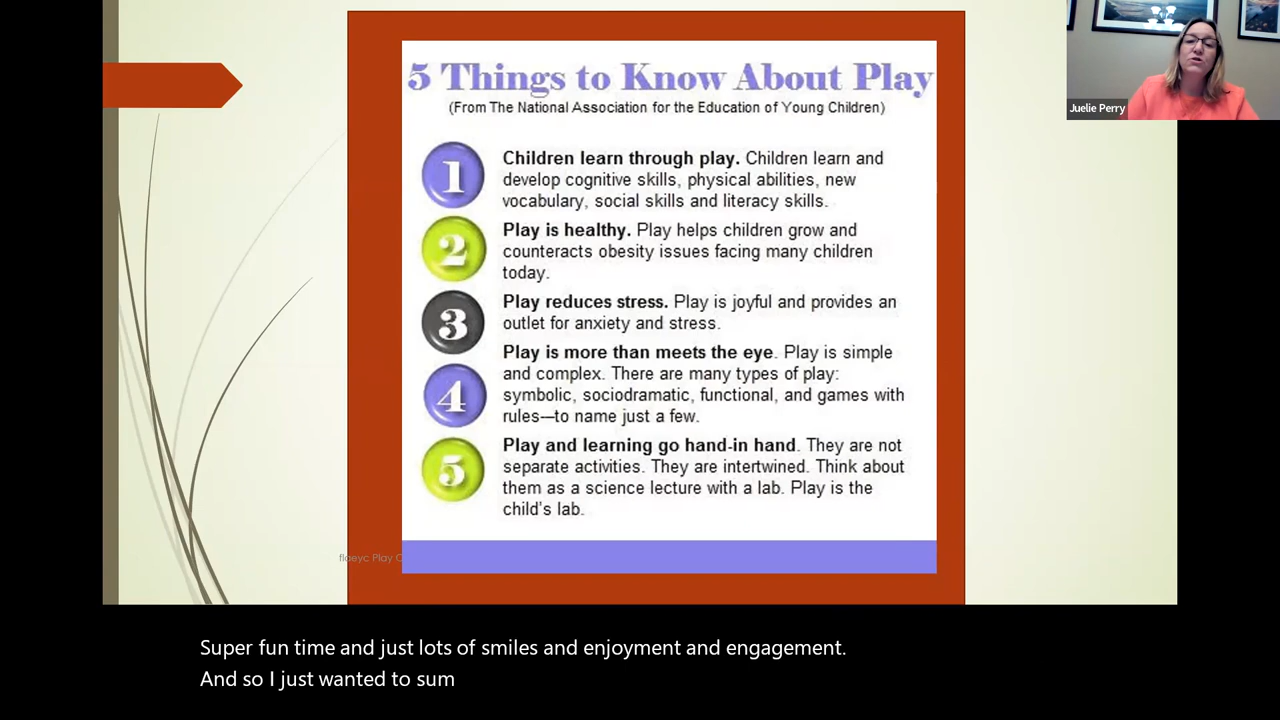 5 Things to Know About Play
(From The National Association for the Education of Young Children)
1
Children learn through play. Children learn and
develop cognitive skills, physical abilities, new
vocabulary, social skills and literacy skills.
2
Play is healthy. Play helps children grow and
counteracts obesity issues facing many children
today.
3
Play reduces stress. Play is joyful and provides an
outlet for anxiety and stress.
4
Play is more than meets the eye. Play is simple
and complex. There are many types of play:
symbolic, sociodramatic, functional, and games with
rules—to name just a few.
5
Play and learning go hand-in hand. They are not
separate activities. They are intertwined. Think about
them as a science lecture with a lab. Play is the
child's lab.
Play
Juelie Perry
Super fun time and just lots of smiles and enjoyment and engagement.
And so I just wanted to sum